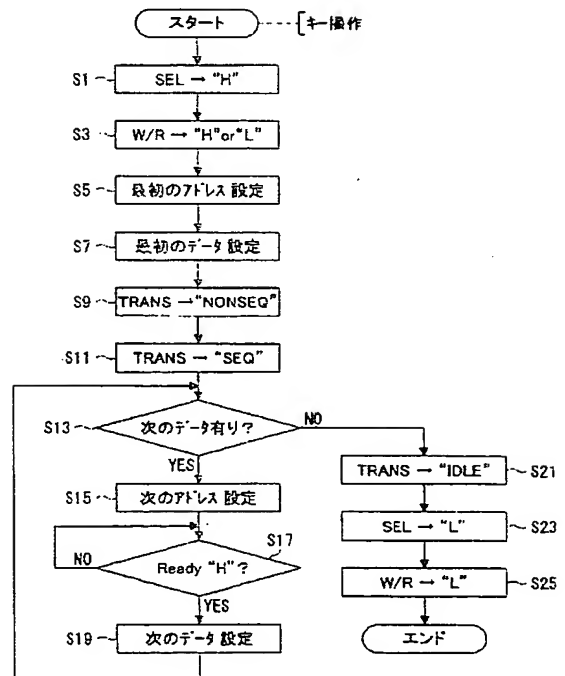 スタート
キー操作
S1
SEL → "H"
S3
W/R → "H"or"L"
S5
最初のアドレス設定
S7
最初のデータ設定
S9
TRANS → "NONSEQ"
S11
TRANS → "SEQ"
S13
次のデータ有り?
NO
YES
S15
次のアドレス設定
S17
Ready "H"?
NO
YES
S19
次のデータ設定
TRANS → "IDLE"
S21
SEL → "L"
S23
W/R → "L"
S25
エンド